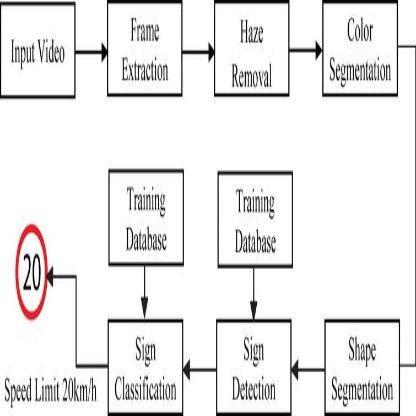 Input Video
Frame
Extraction
Haze
Removal
Color
Segmentation
Training
Database
Training
Database
20
Speed Limit 20km/h
Sign
Classification
Sign
Detection
Shape
Segmentation